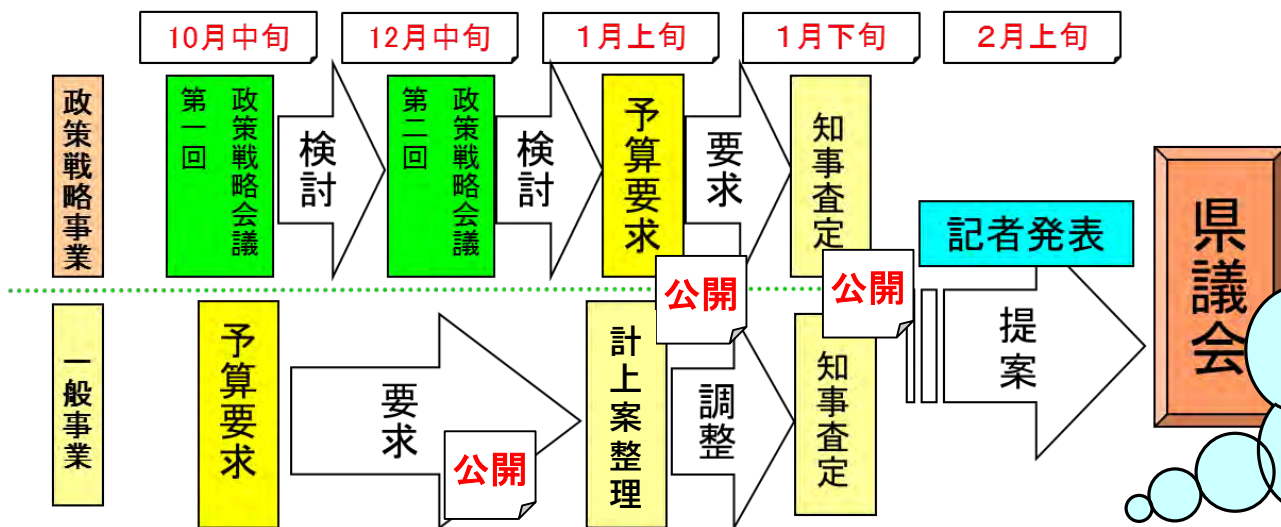 10月中旬
12月中旬
1月上旬
1月下旬
2月上旬
政策戦略事業
第一回
政策戦略会議
検討
第二回
政策戦略会議
検討
予算要求
要求
知事査定
公開
公開
記者発表
提案
県議会
一般事業
予算要求
要求
公開
計上案整理
調整
知事査定